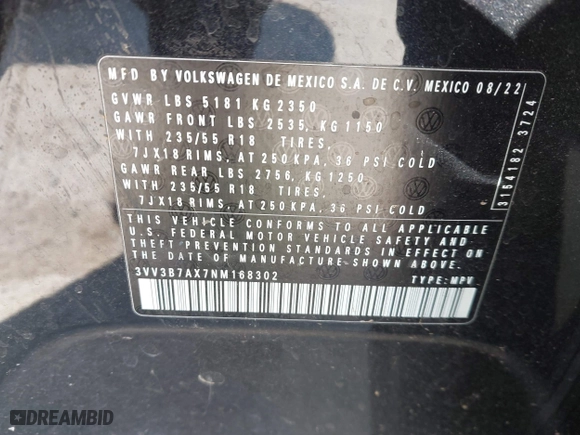 MFD BY VOLKSWAGEN DE MEXICO S.A. DE C.V. MEXICO 08/22
GVWR LBS 5181 KG 2350
GAWR FRONT LBS 2535, KG 1150
WITH 235/55 R18 TIRES,
7JX18 RIMS, AT 250 KPA, 36 PSI COLD
GAWR REAR LBS 2756, KG 1250
WITH 235/55 R18 TIRES,
7JX18 RIMS, AT 250 KPA, 36 PSI COLD
THIS VEHICLE CONFORMS TO ALL APPLICABLE
U.S. FEDERAL MOTOR VEHICLE SAFETY AND
THEFT PREVENTION STANDARDS IN EFFECT ON
THE DATE OF MANUFACTURE SHOWN ABOVE.
3VV3B7AX7NM168302
TYPE: MPV
3154182 3724
DREAMBID